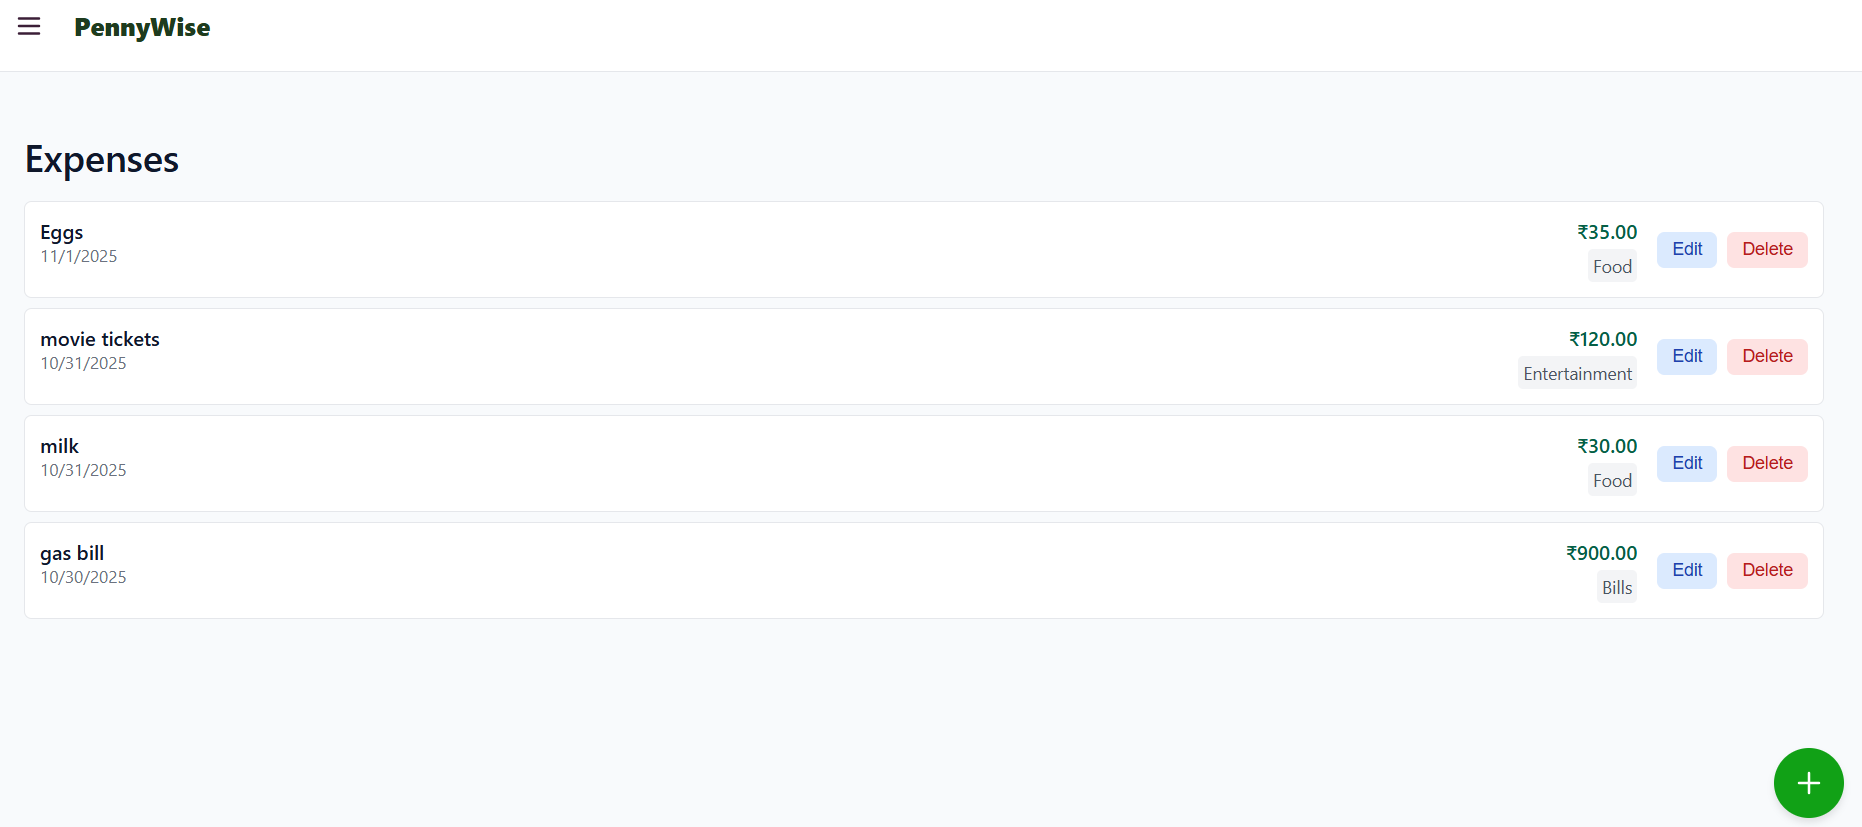 PennyWise
Expenses
Eggs
11/1/2025
₹35.00
Food
Edit
Delete
movie tickets
10/31/2025
₹120.00
Entertainment
Edit
Delete
milk
10/31/2025
₹30.00
Food
Edit
Delete
gas bill
10/30/2025
₹900.00
Bills
Edit
Delete
+